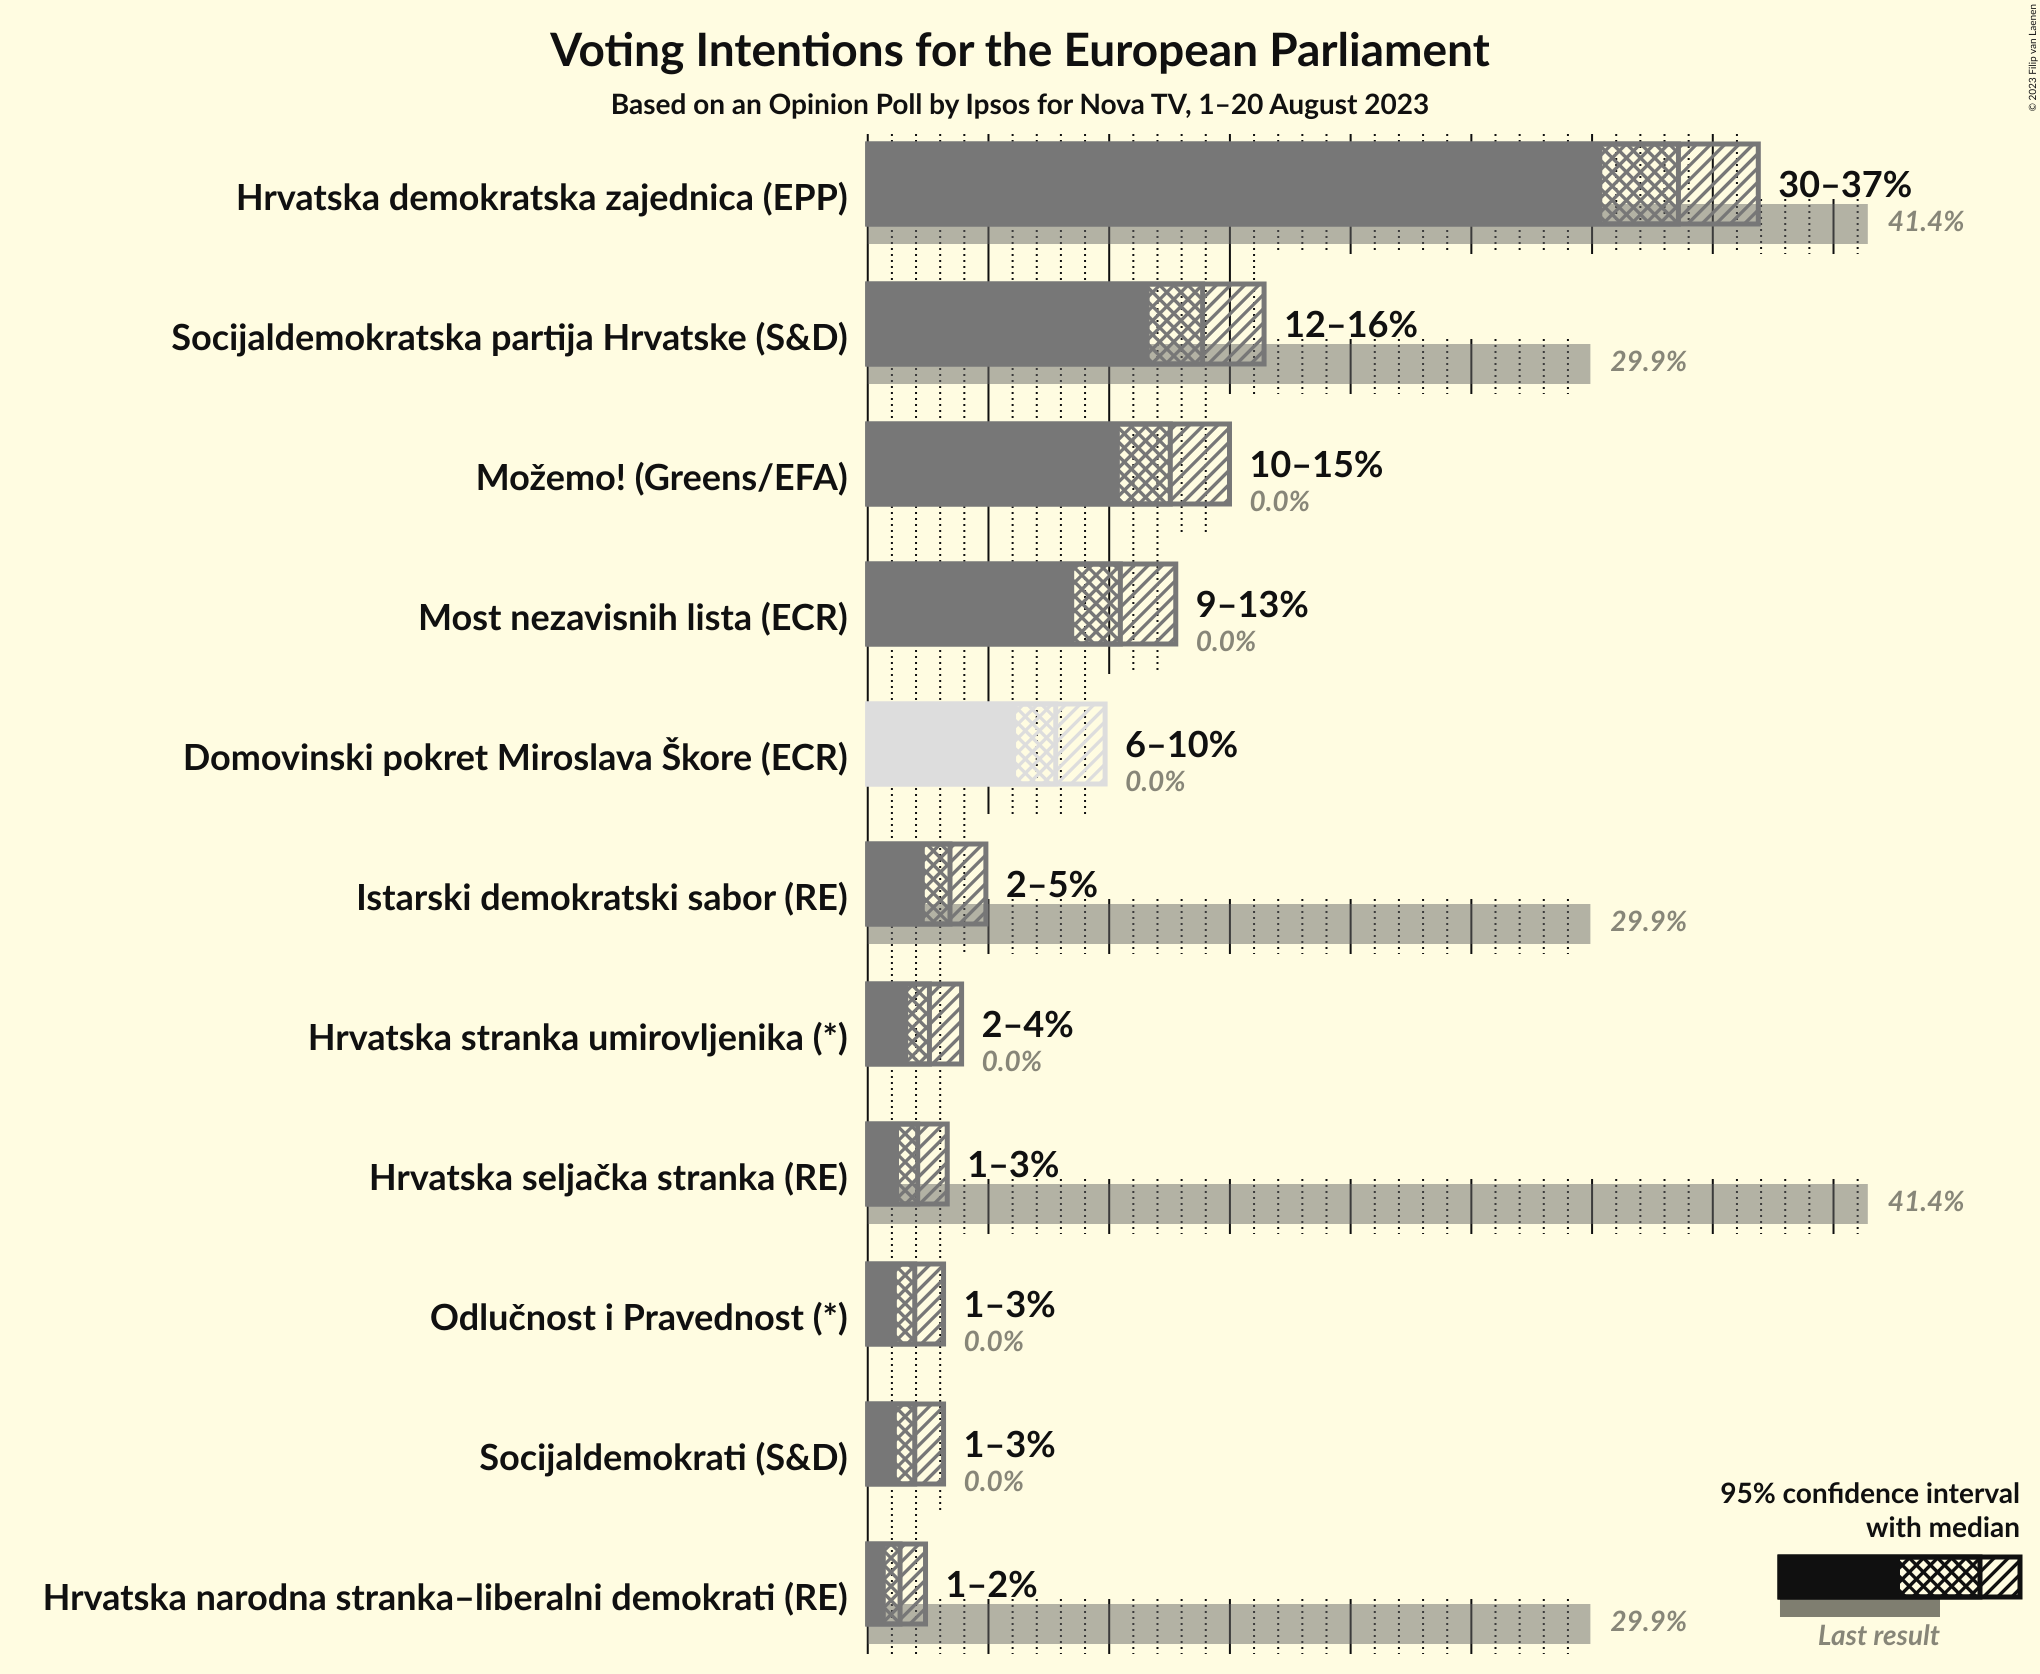 Voting Intentions for the European Parliament
Based on an Opinion Poll by Ipsos for Nova TV, 1–20 August 2023
© 2023 Filip van Laenen
Hrvatska demokratska zajednica (EPP)
30–37%
41.4%
Socijaldemokratska partija Hrvatske (S&D)
12–16%
29.9%
Možemo! (Greens/EFA)
10–15%
0.0%
Most nezavisnih lista (ECR)
9–13%
0.0%
Domovinski pokret Miroslava Škore (ECR)
6–10%
0.0%
Istarski demokratski sabor (RE)
2–5%
29.9%
Hrvatska stranka umirovljenika (*)
2–4%
0.0%
Hrvatska seljačka stranka (RE)
1–3%
41.4%
Odlučnost i Pravednost (*)
1–3%
0.0%
Socijaldemokrati (S&D)
1–3%
0.0%
Hrvatska narodna stranka–liberalni demokrati (RE)
1–2%
29.9%
95% confidence interval
with median
Last result